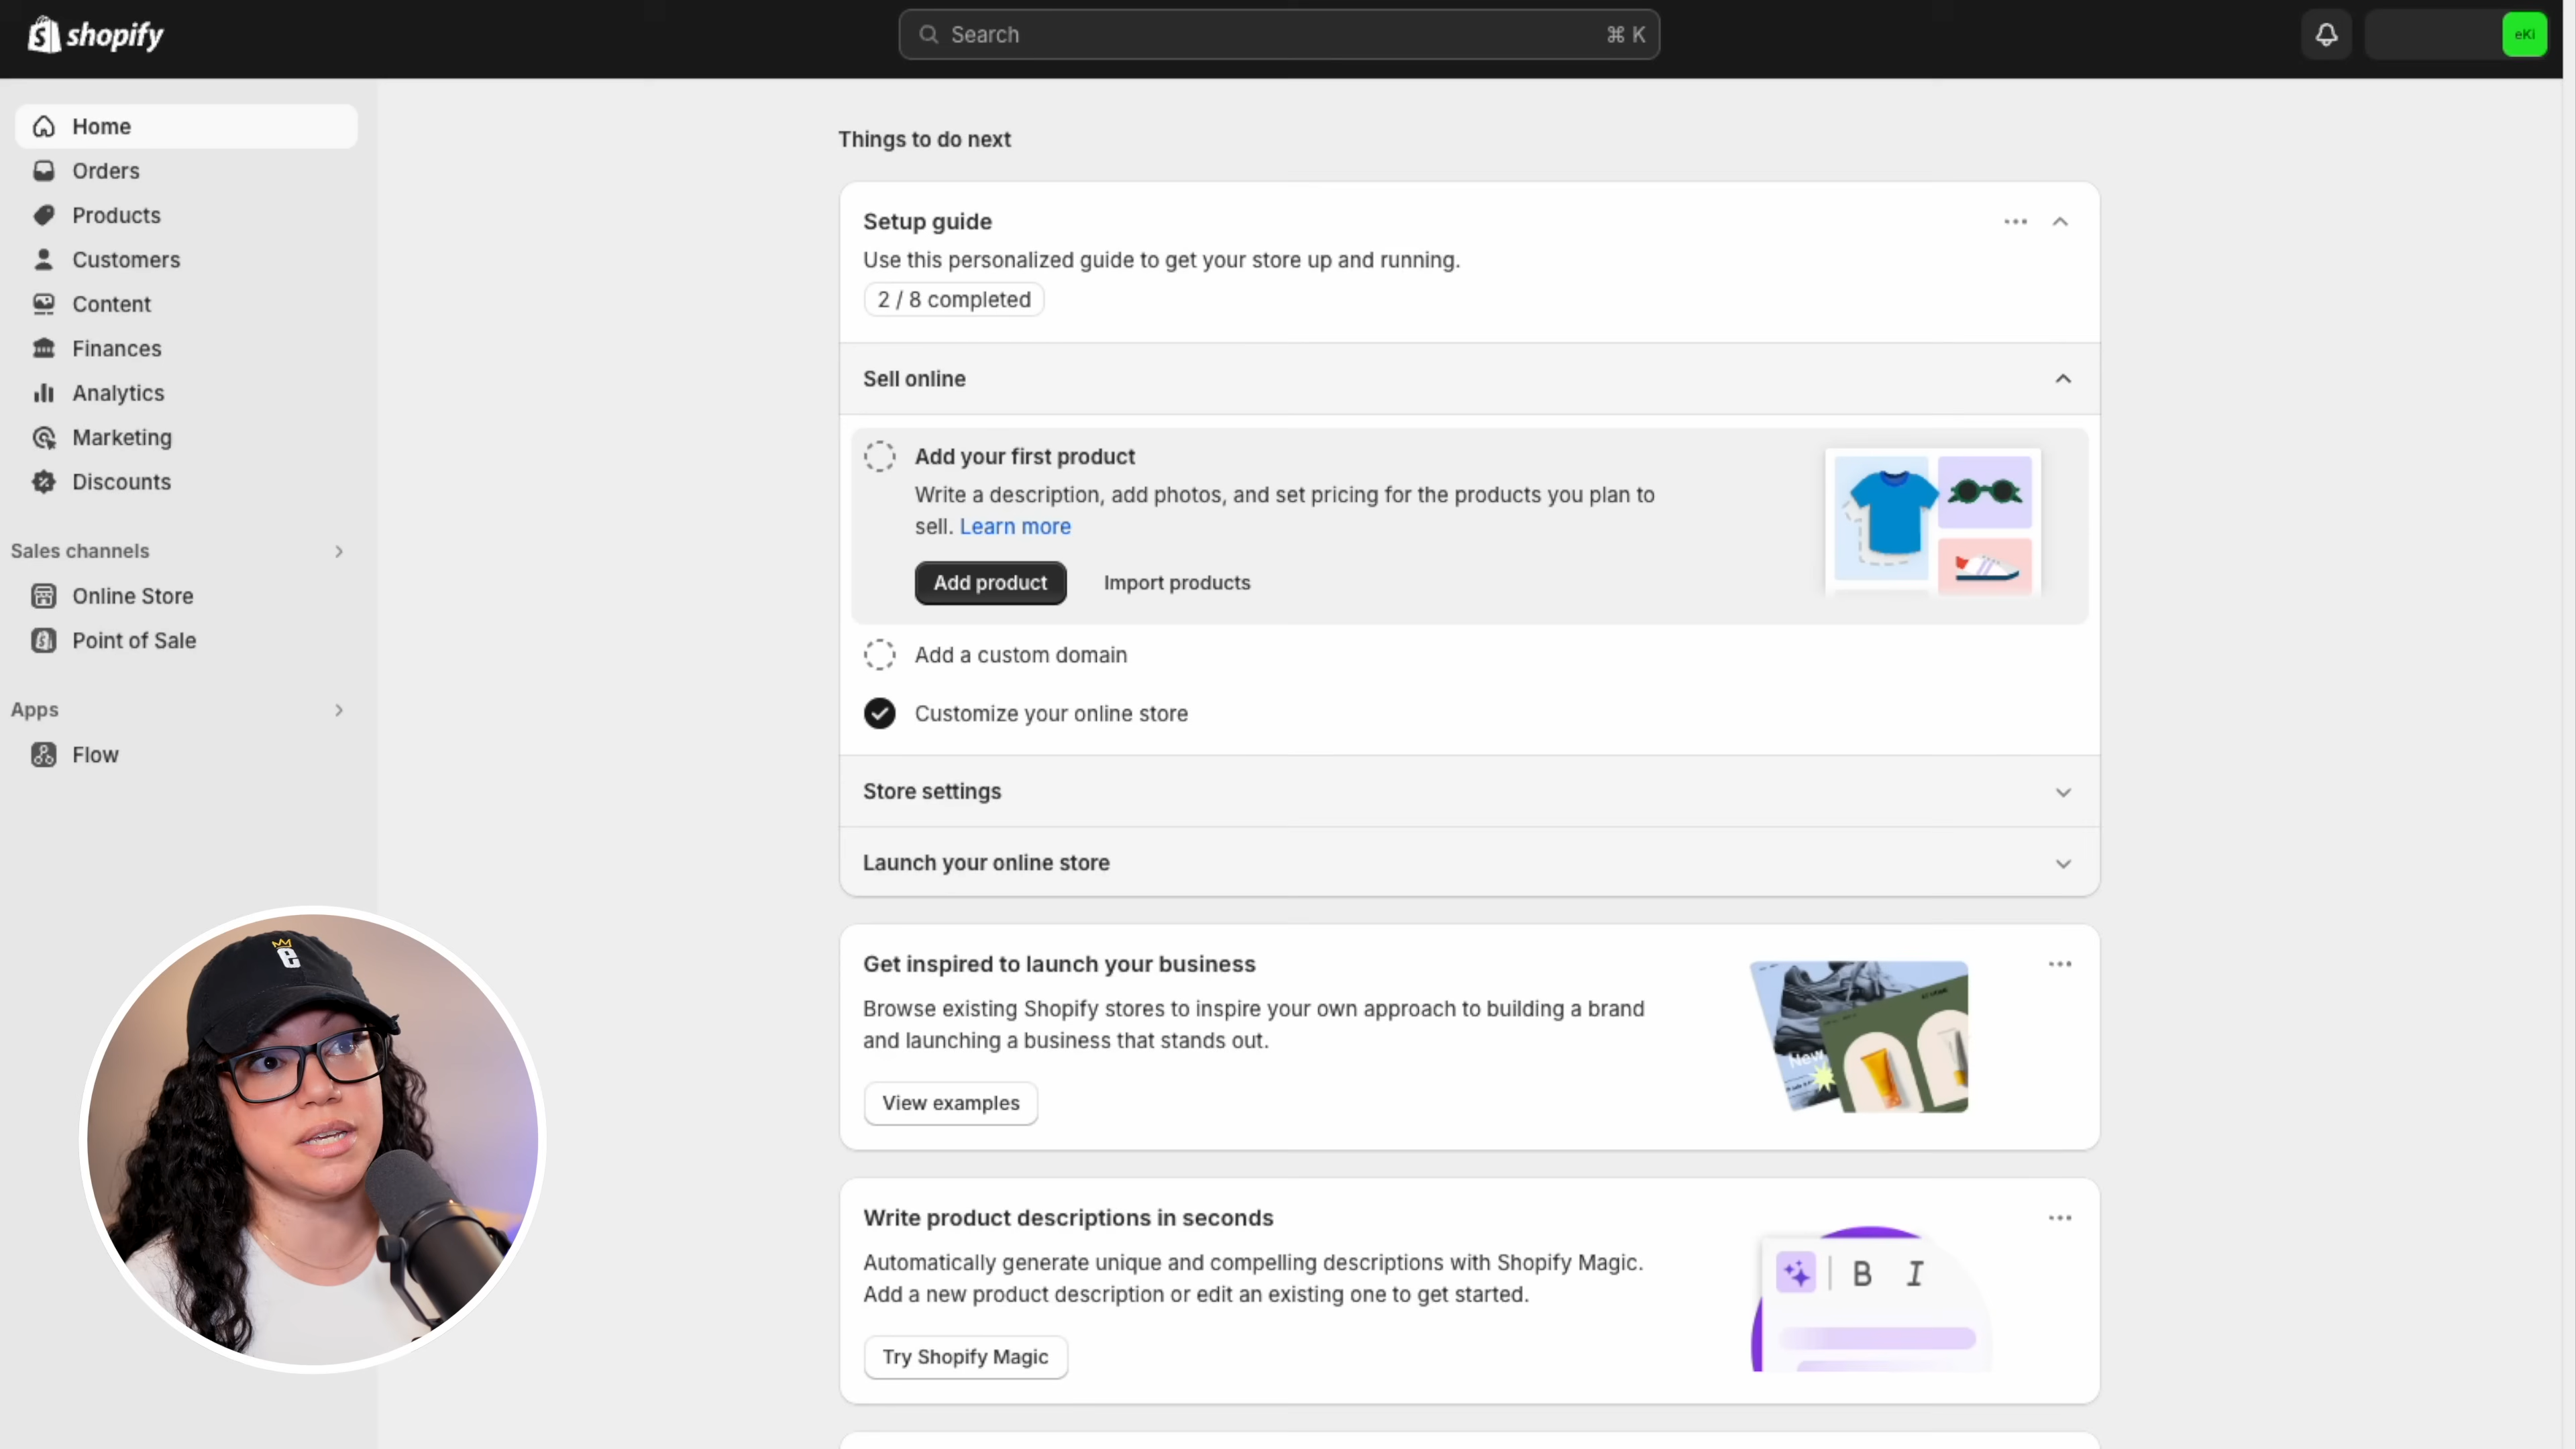 shopify
Search
⌘ K
eKi
Home
Orders
Products
Customers
Content
Finances
Analytics
Marketing
Discounts
Sales channels
Online Store
Point of Sale
Apps
Flow
Things to do next
Setup guide
Use this personalized guide to get your store up and running.
2 / 8 completed
Sell online
Add your first product
Write a description, add photos, and set pricing for the products you plan to
sell. Learn more
Add product
Import products
Add a custom domain
Customize your online store
Store settings
Launch your online store
Get inspired to launch your business
Browse existing Shopify stores to inspire your own approach to building a brand
and launching a business that stands out.
New
View examples
Write product descriptions in seconds
Automatically generate unique and compelling descriptions with Shopify Magic.
Add a new product description or edit an existing one to get started.
B I
Try Shopify Magic
e